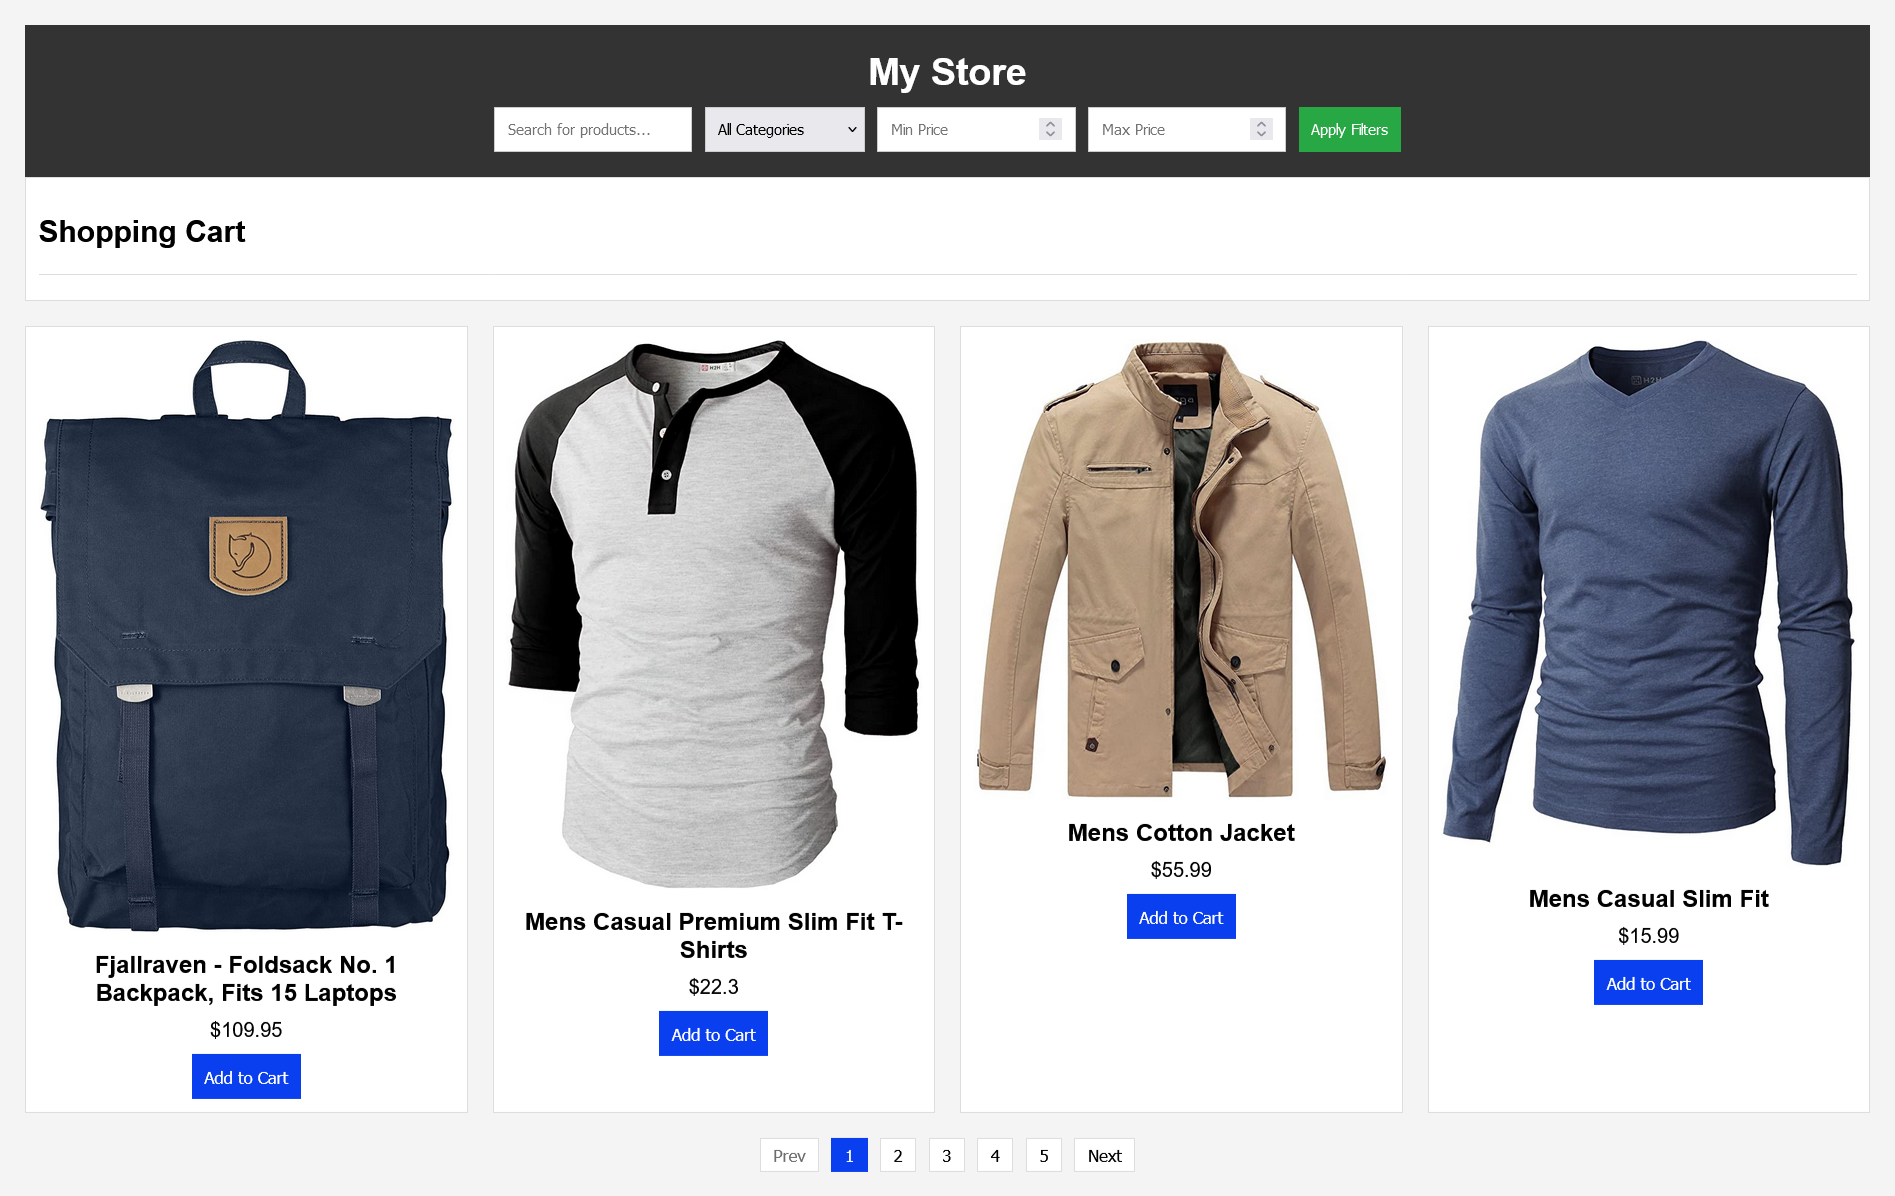 My Store
Search for products...
All Categories
Min Price
Max Price
Apply Filters
Shopping Cart
H2H
H2H
Fjallraven - Foldsack No. 1
Backpack, Fits 15 Laptops
$109.95
Add to Cart
Mens Casual Premium Slim Fit T-
Shirts
$22.3
Add to Cart
Mens Cotton Jacket
$55.99
Add to Cart
Mens Casual Slim Fit
$15.99
Add to Cart
Prev
1
2
3
4
5
Next